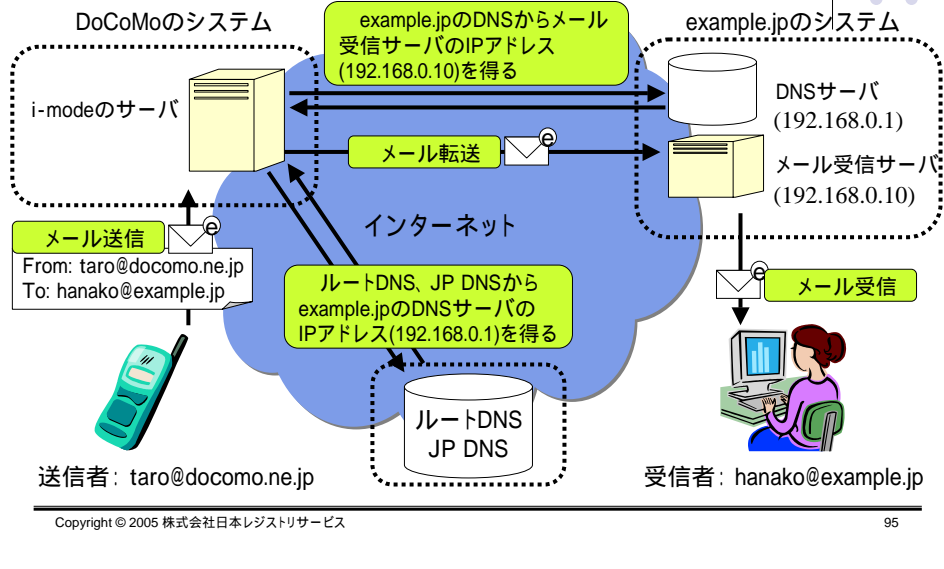 DoCoMoのシステム
example.jpのDNSからメール
受信サーバのIPアドレス
(192.168.0.10)を得る
example.jpのシステム
i-modeのサーバ
DNSサーバ
(192.168.0.1)
メール転送
e
メール受信サーバ
(192.168.0.10)
インターネット
メール送信
e
From: taro@docomo.ne.jp
To: hanako@example.jp
ルートDNS、JP DNSから
example.jpのDNSサーバの
IPアドレス(192.168.0.1)を得る
e
メール受信
ルートDNS
JP DNS
送信者: taro@docomo.ne.jp
受信者: hanako@example.jp
Copyright © 2005 株式会社日本レジストリサービス
95